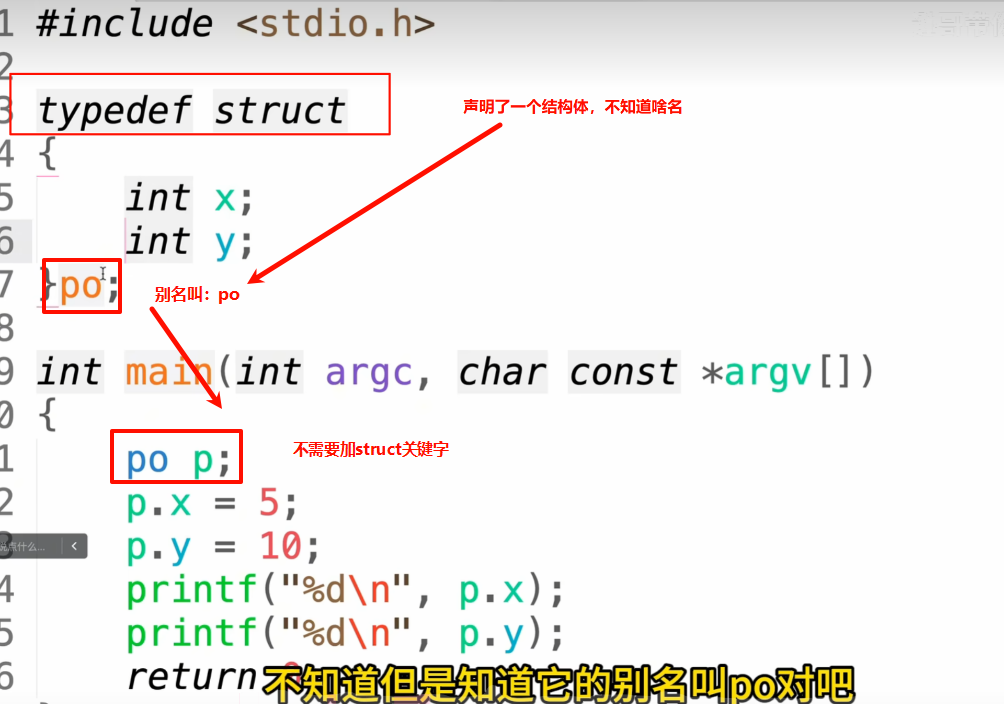 1 #include <stdio.h>
2
3 typedef struct
声明了一个结构体，不知道啥名
4 {
5 int x;
6 int y;
7 }po;
别名叫：po
8
9 int main(int argc, char const *argv[])
0 {
1 po p;
不需要加struct关键字
2 p.x = 5;
p.y = 10;
4 printf("%d\n", p.x);
5 printf("%d\n", p.y);
6 return
不知道但是知道它的别名叫po对吧